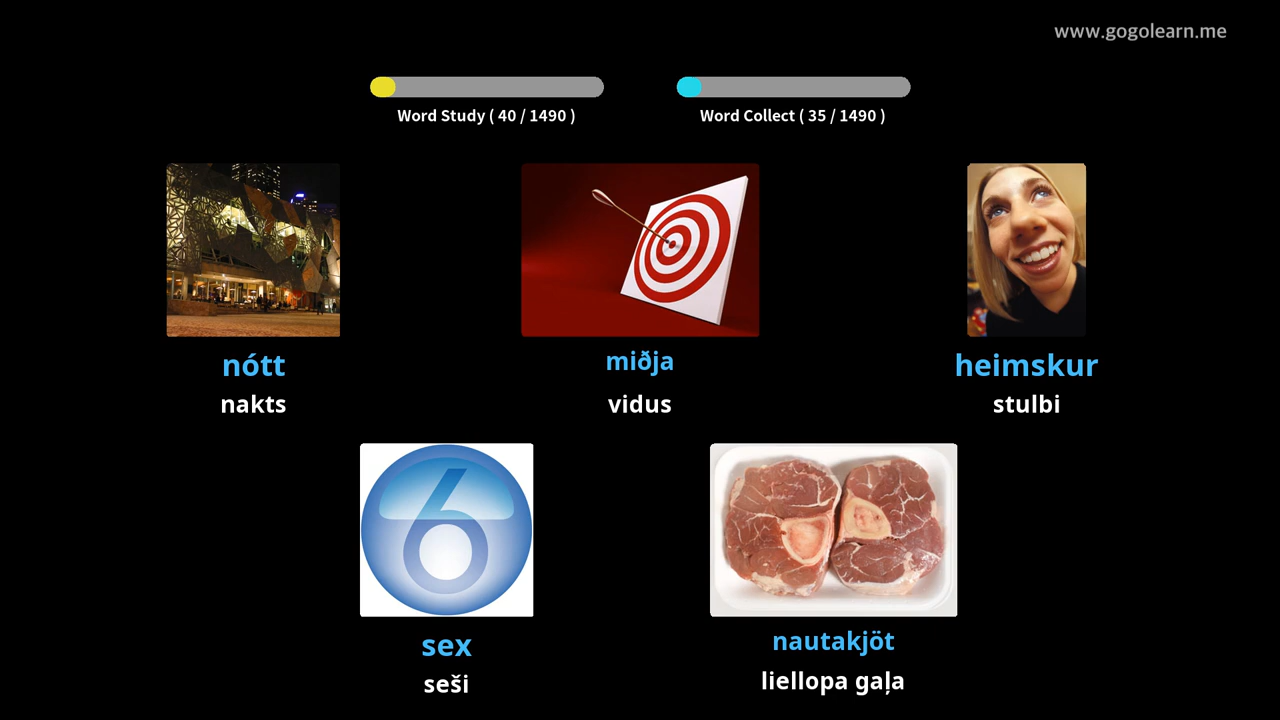 www.gogolearn.me
Word Study ( 40 / 1490 )
Word Collect ( 35 / 1490 )
nótt
nakts
miðja
vidus
heimskur
stulbi
6
sex
seši
nautakjöt
liellopa gaļa